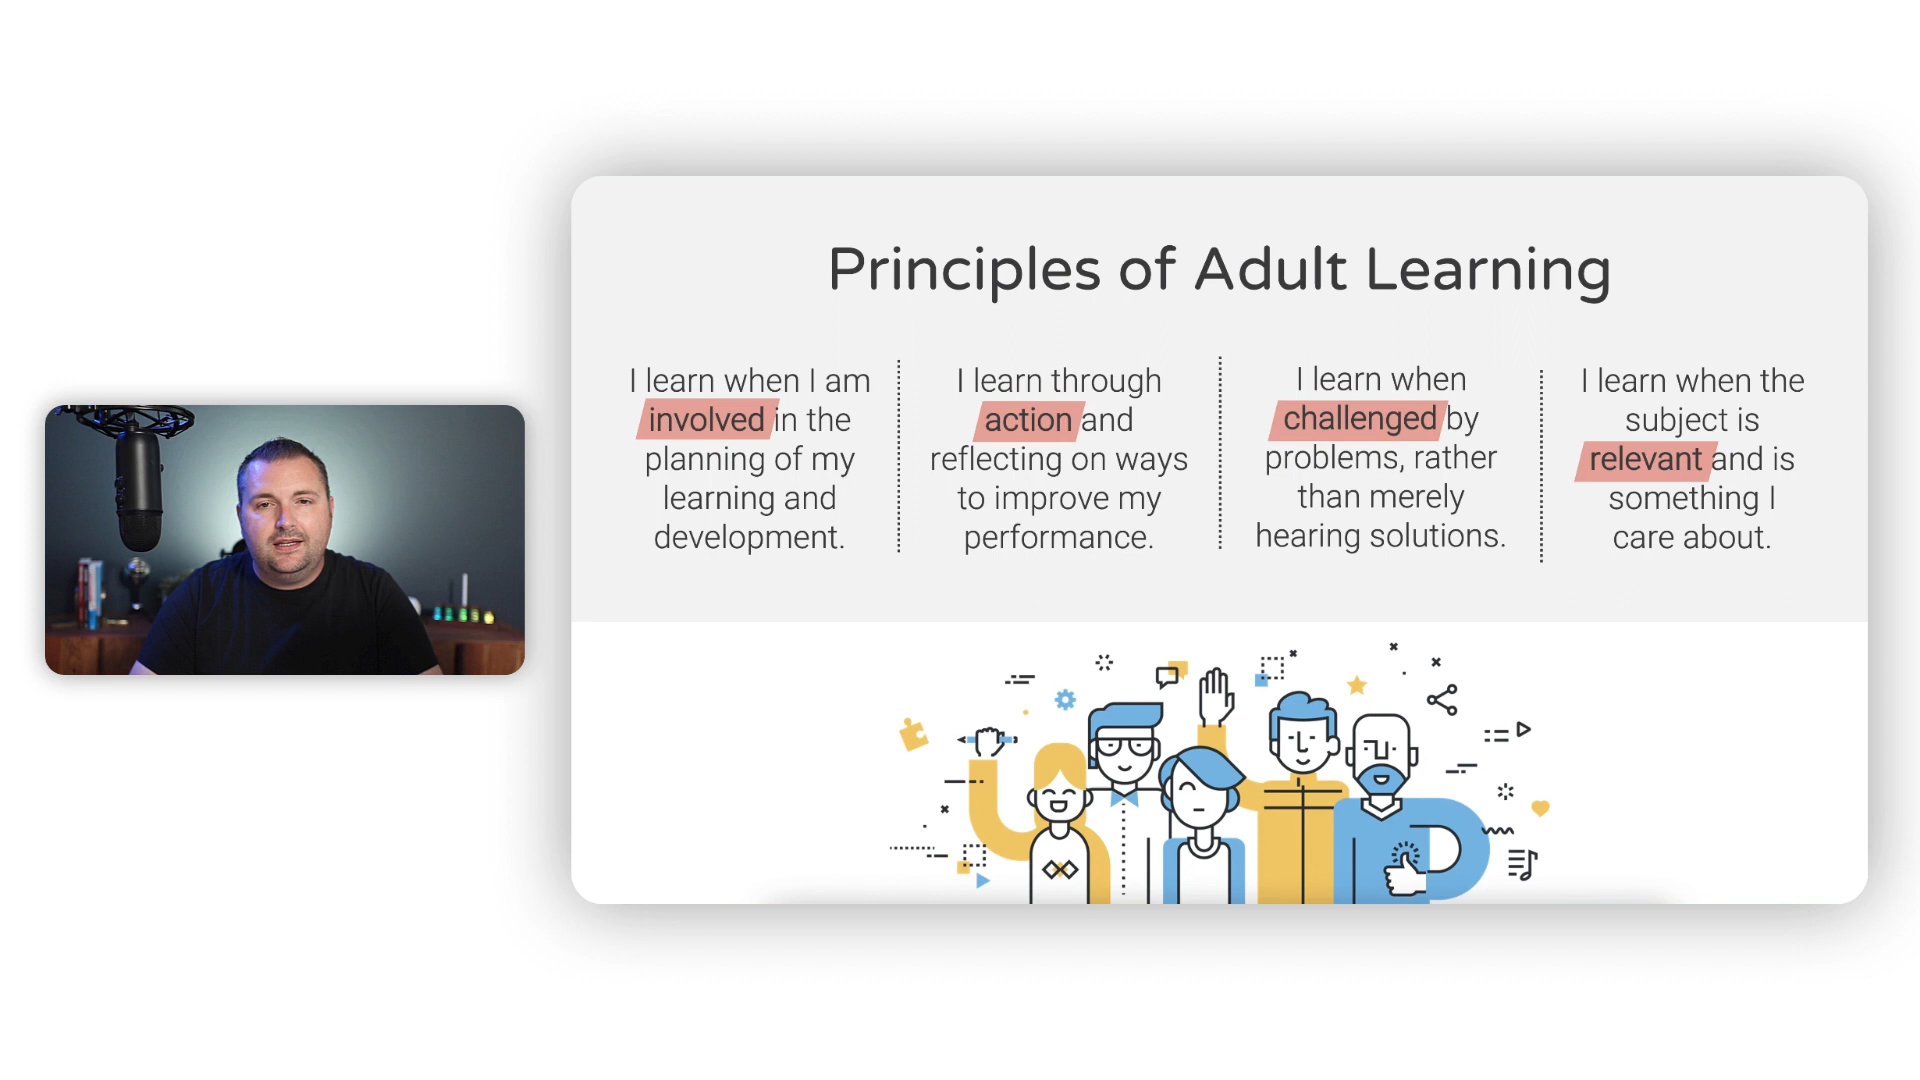 Principles of Adult Learning
I learn when I am
involved in the
planning of my
learning and
development.
I learn through
action and
reflecting on ways
to improve my
performance.
I learn when
challenged by
problems, rather
than merely
hearing solutions.
I learn when the
subject is
relevant and is
something I
care about.